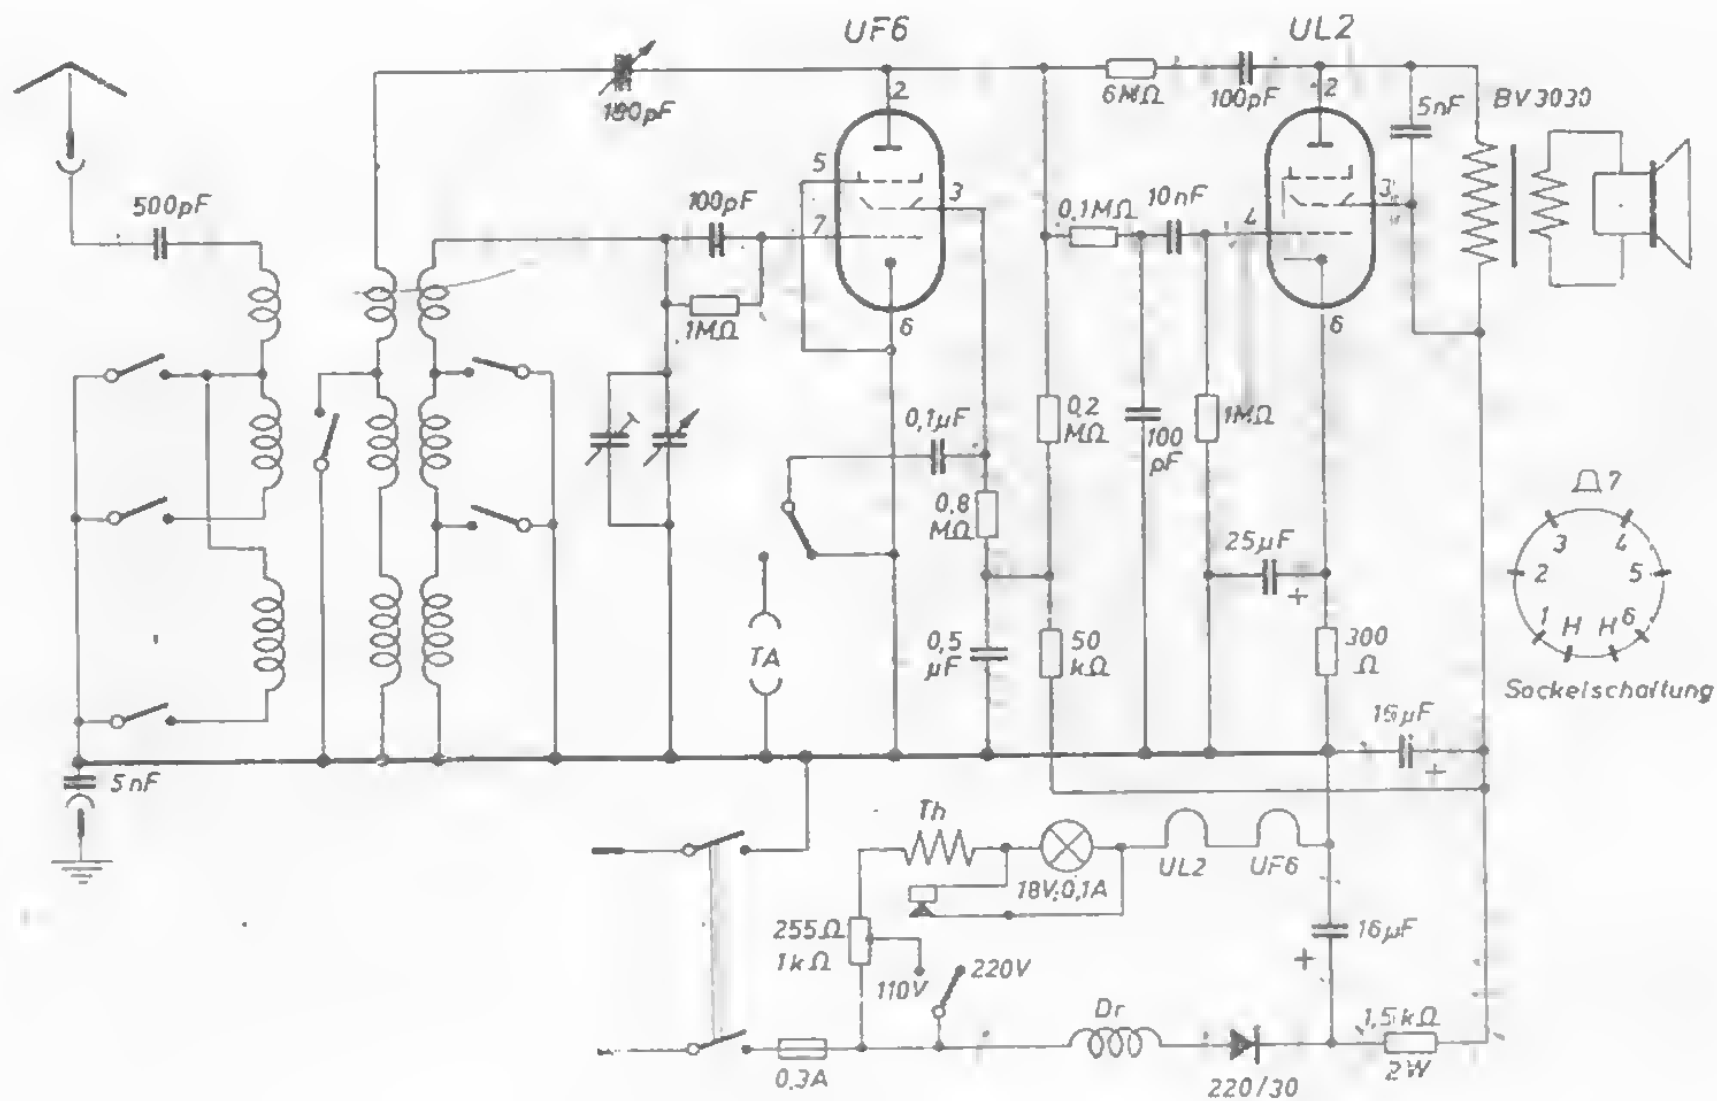 UF6
UL2
180pF
2
6MΩ
100pF
2
5nF
BV3030
500pF
5
3
100pF
7
1MΩ
6
0,1MΩ
10nF
4
3
6
0,1µF
0,2
MΩ
100
pF
1MΩ
0,8
MΩ
25µF
+
7
3
4
2
5
1
H
H
6
Sockelschaltung
TA
0,5
µF
50
kΩ
300
Ω
16µF
+
5nF
Th
18V;0,1A
UL2
UF6
255Ω
1kΩ
110V
220V
16µF
+
Dr
1,5kΩ
2W
0,3A
220/30